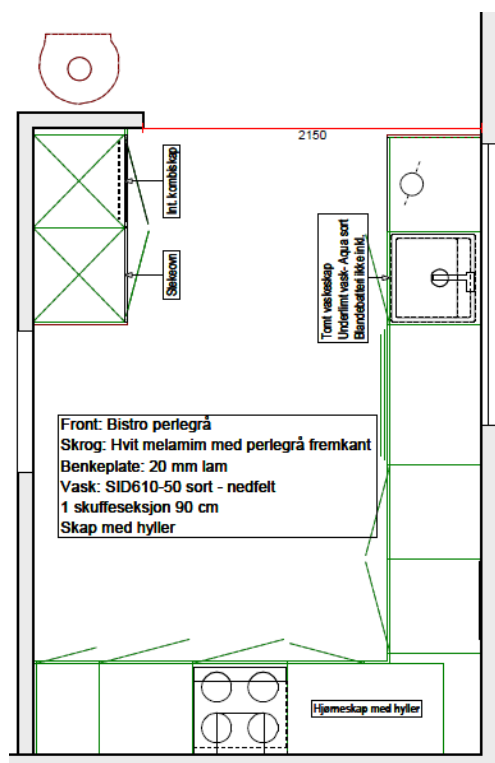 2150
Int. kombiskap
Stekeovn
Tomt vaskeskap
Underlimt vask- Aqua sort
Blandebatteri ikke inkl.
Front: Bistro perlegrå
Skrog: Hvit melamim med perlegrå fremkant
Benkeplate: 20 mm lam
Vask: SID610-50 sort - nedfelt
1 skuffeseksjon 90 cm
Skap med hyller
Hjørneskap med hyller